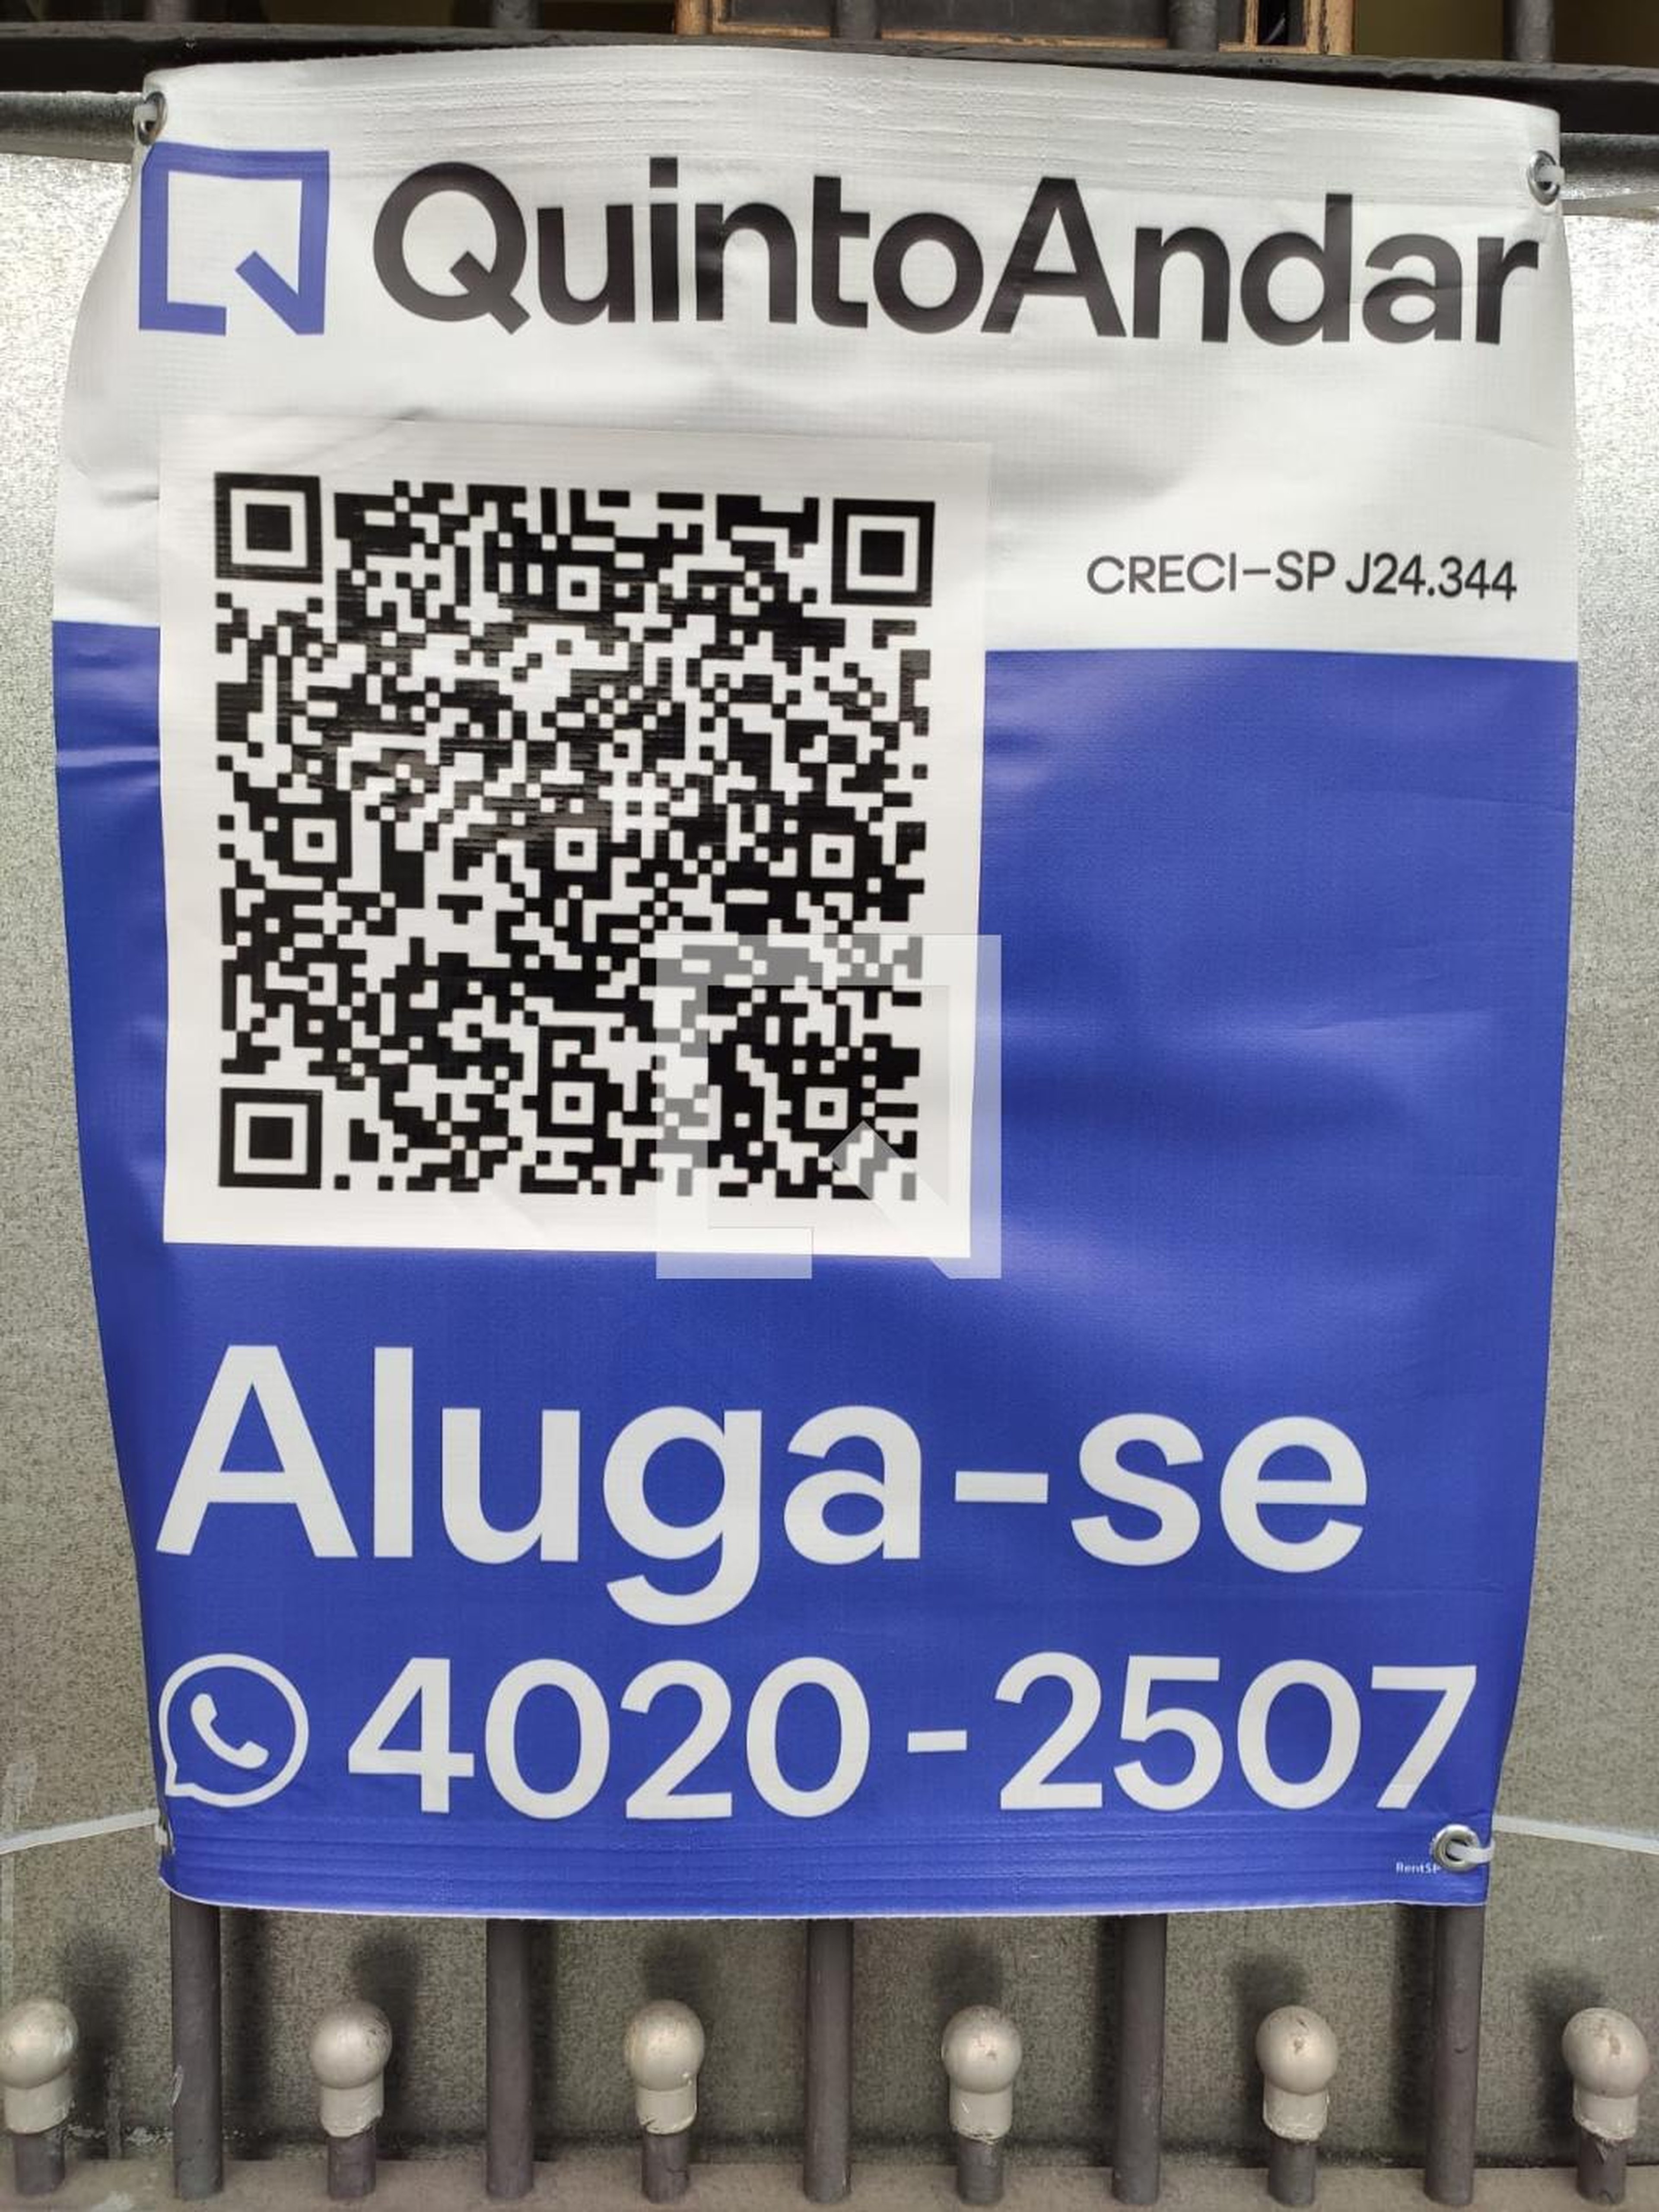 QuintoAndar
CRECI-SP J24.344
Aluga-se
4020-2507